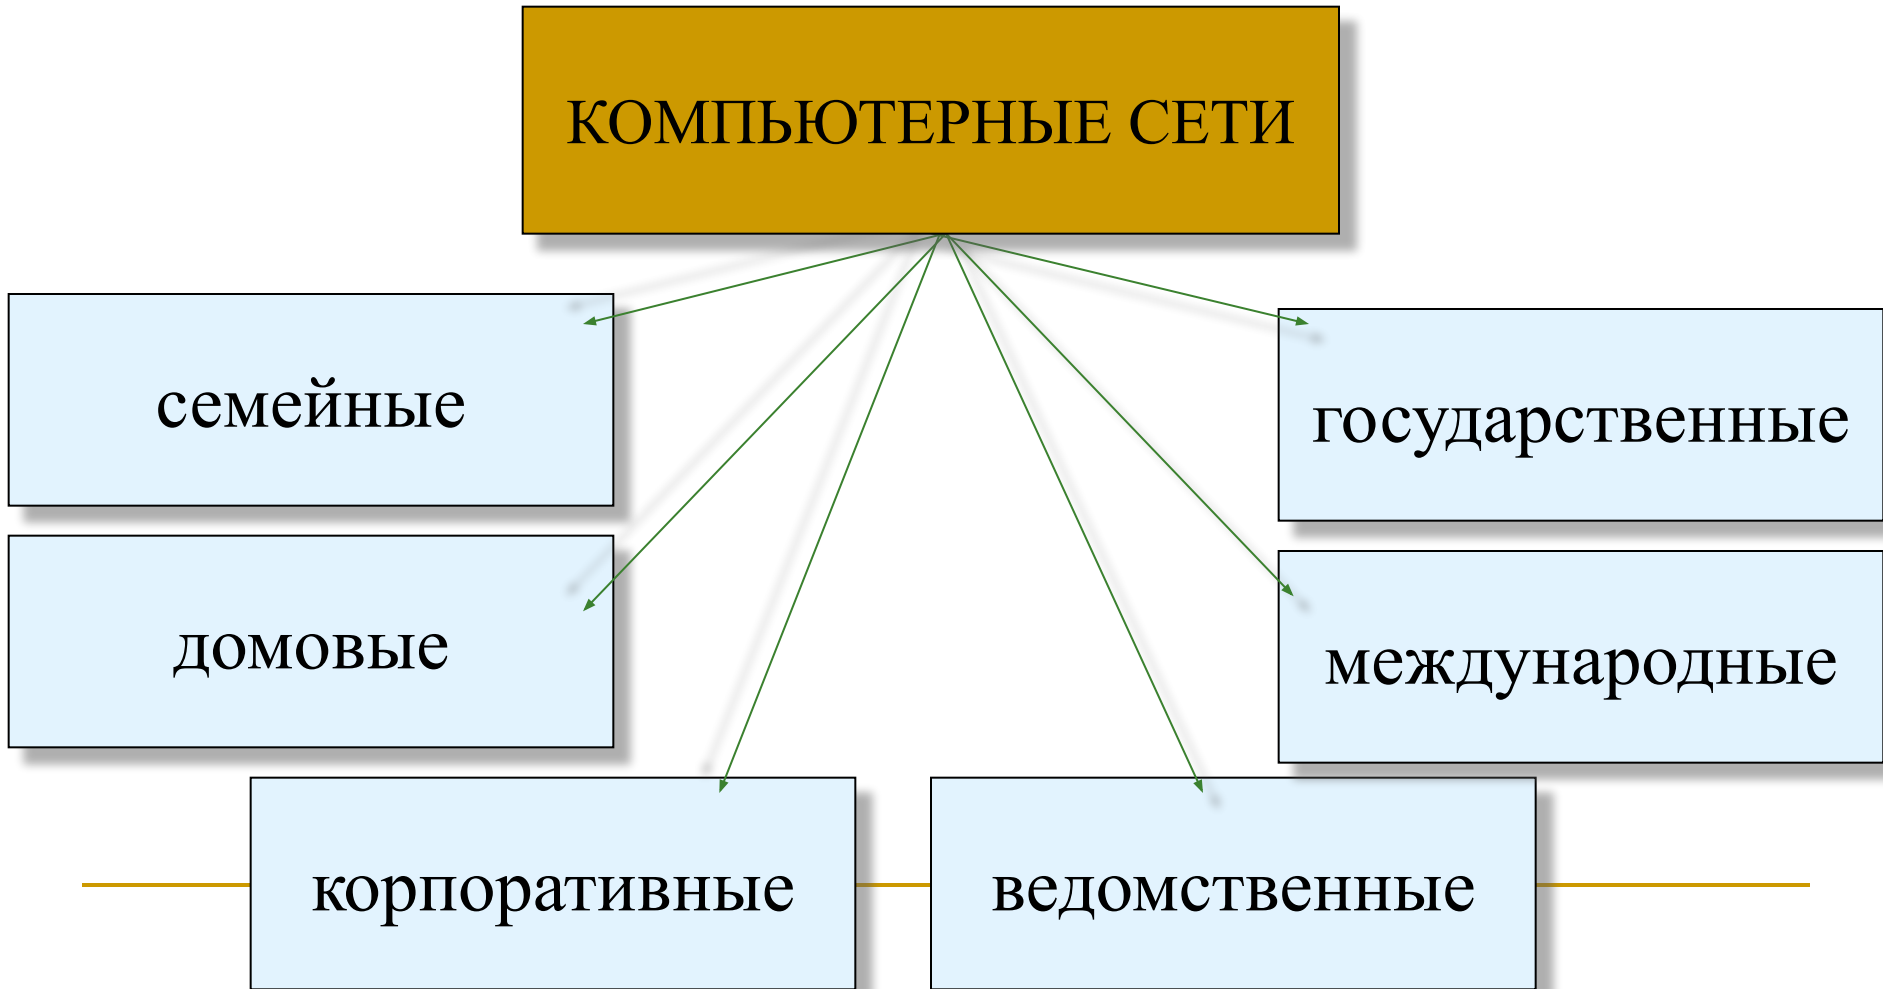 КОМПЬЮТЕРНЫЕ СЕТИ
семейные
государственные
домовые
международные
корпоративные
ведомственные